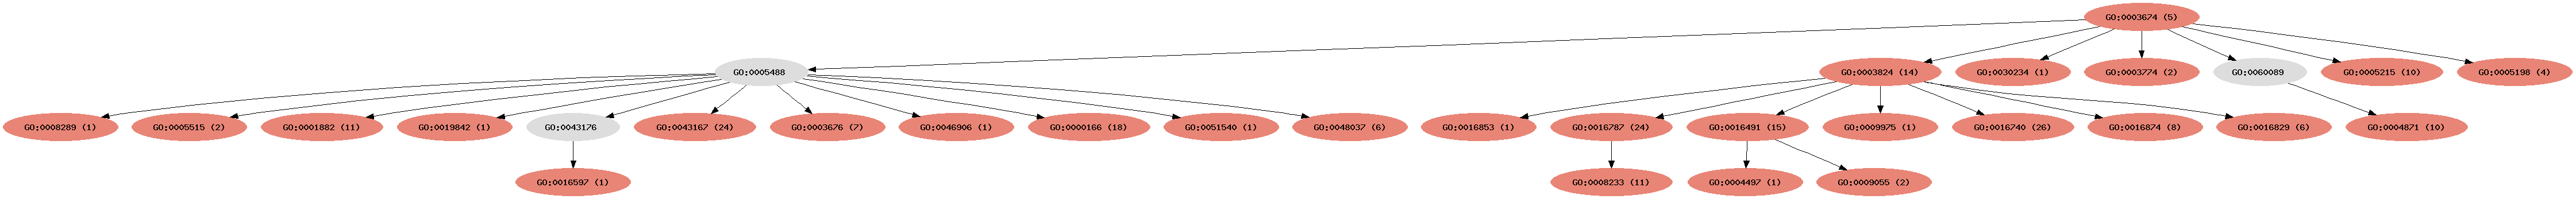 GO:0003674 (5)
GO:0005488
GO:0003824 (14)
GO:0030234 (1)
GO:0003774 (2)
GO:0060089
GO:0005215 (10)
GO:0005198 (4)
GO:0008289 (1)
GO:0005515 (2)
GO:0001882 (11)
GO:0019842 (1)
GO:0043176
GO:0043167 (24)
GO:0003676 (7)
GO:0046906 (1)
GO:0000166 (18)
GO:0051540 (1)
GO:0048037 (6)
GO:0016853 (1)
GO:0016787 (24)
GO:0016491 (15)
GO:0009975 (1)
GO:0016740 (26)
GO:0016874 (8)
GO:0016829 (6)
GO:0004871 (10)
GO:0016597 (1)
GO:0008233 (11)
GO:0004497 (1)
GO:0009055 (2)